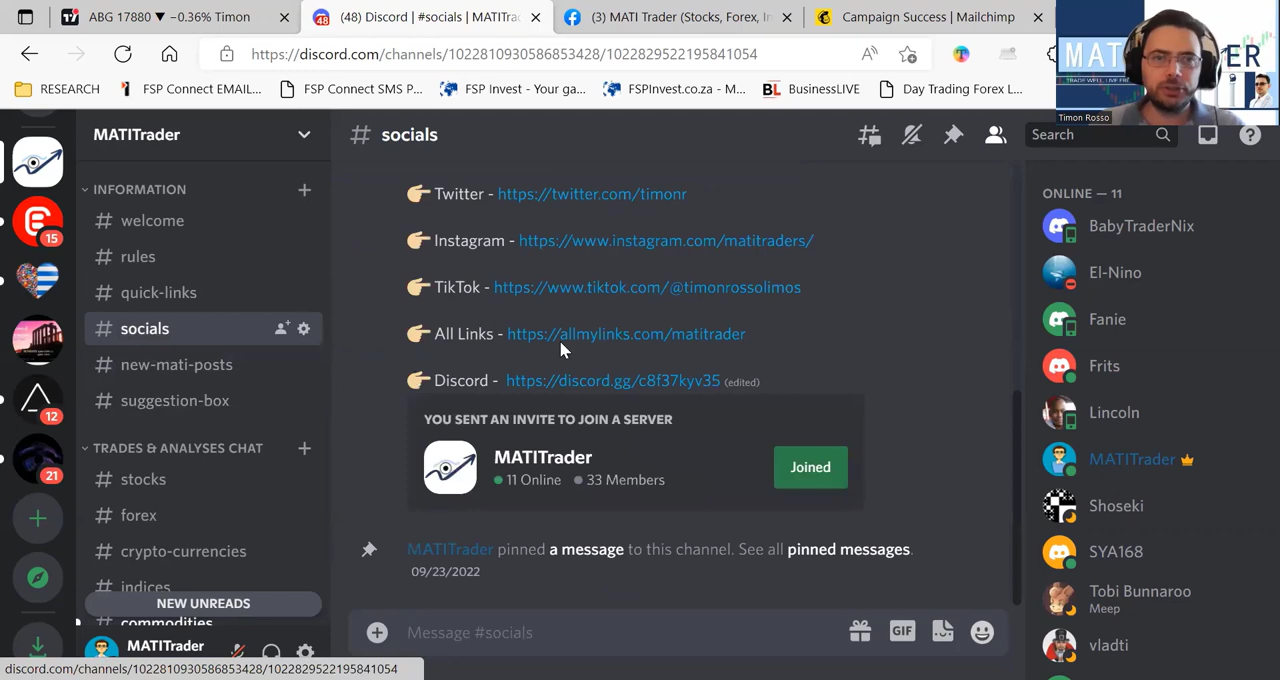 ABG 17880 ▼ −0.36% Timon
(48) Discord | #socials | MATITra
(3) MATI Trader (Stocks, Forex, In
Campaign Success | Mailchimp
https://discord.com/channels/1022810930586853428/1022829522195841054
RESEARCH
FSP Connect EMAIL...
FSP Connect SMS P...
FSP Invest - Your ga...
FSPInvest.co.za - M...
BusinessLIVE
Day Trading Forex L...
Timon Rosso
MATITrader
# socials
Search
INFORMATION
# welcome
# rules
# quick-links
# socials
# new-mati-posts
# suggestion-box
TRADES & ANALYSES CHAT
# stocks
# forex
# crypto-currencies
# indices
NEW UNREADS
commodities
MATITrader
15
12
21
Twitter - https://twitter.com/timonr
Instagram - https://www.instagram.com/matitraders/
TikTok - https://www.tiktok.com/@timonrossolimos
All Links - https://allmylinks.com/matitrader
Discord - https://discord.gg/c8f37kyv35 (edited)
YOU SENT AN INVITE TO JOIN A SERVER
MATITrader
11 Online 33 Members
Joined
MATITrader pinned a message to this channel. See all pinned messages.
09/23/2022
Message #socials
GIF
ONLINE — 11
BabyTraderNix
El-Nino
Fanie
Frits
Lincoln
MATITrader
Shoseki
SYA168
Tobi Bunnaroo
Meep
vladti
discord.com/channels/1022810930586853428/1022829522195841054